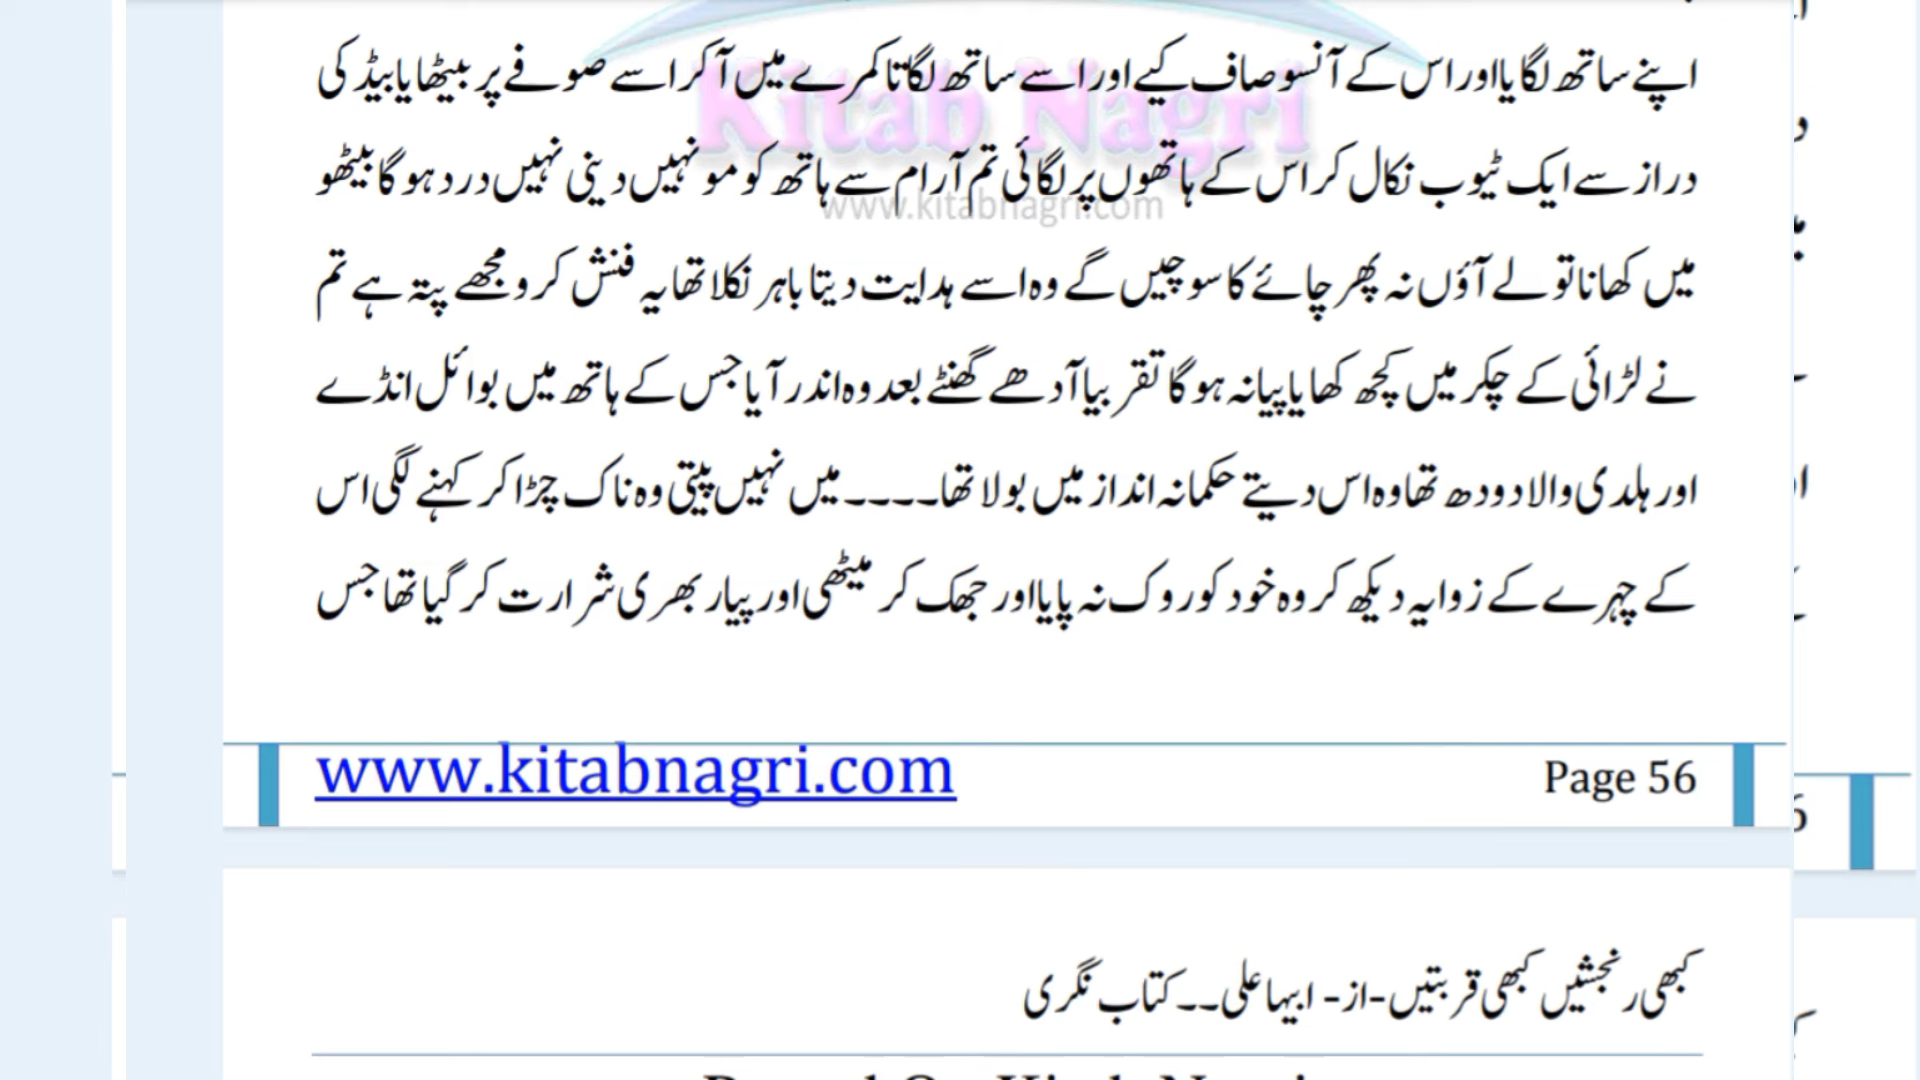 اپنے ساتھ لگایا اور اس کے آنسو صاف کیے اور اسے ساتھ لگاتا کمرے میں آکر اسے صوفے پر بیٹھایا بیڈ کی
دراز سے ایک ٹیوب نکال کر اس کے ہاتھوں پر لگائی تم آرام سے ہاتھ کو مو نہیں دینی نہیں درد ہو گا بیٹھو
میں کھانا تو لے آؤں نہ پھر چائے کا سوچیں گے وہ اسے ہدایت دیتا باہر نکلا تھا یہ فنش کرو مجھے پتہ ہے تم
نے لڑائی کے چکر میں کچھ کھایا پیا نہ ہو گا تقریبا آدھے گھنٹے بعد وہ اندر آیا جس کے ہاتھ میں بوائل انڈے
اور ہلدی والا دودھ تھا وہ اس دیتے حکمانہ انداز میں بولا تھا۔۔۔۔ میں نہیں پیتی وہ ناک چڑا کر کہنے لگی اس
کے چہرے کے زوایہ دیکھ کر وہ خود کو روک نہ پایا اور جھک کر میٹھی اور پیار بھری شرارت کر گیا تھا جس
Kitab Nagri
www.kitabnagri.com
www.kitabnagri.com Page 56
کبھی رنجشیں کبھی قربتیں-از- ابیہا علی۔۔ کتاب نگری